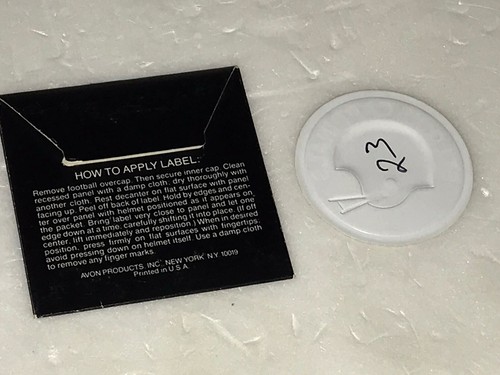 HOW TO APPLY LABEL:
Remove football overcap. Then secure inner cap. Clean
recessed panel with a damp cloth, dry thoroughly with
another cloth. Rest decanter on flat surface with panel
facing up. Peel off back of label. Hold by edges and cen-
ter over panel with helmet positioned as it appears on
the packet. Bring label very close to panel and let one
edge down at a time, carefully shifting it into place. (If off
center, lift immediately and reposition.) When in desired
position, press firmly on flat surfaces with fingertips,
avoid pressing down on helmet itself. Use a damp cloth
to remove any finger marks.
AVON PRODUCTS, INC. NEW YORK, N.Y. 10019
Printed in U.S.A.
23